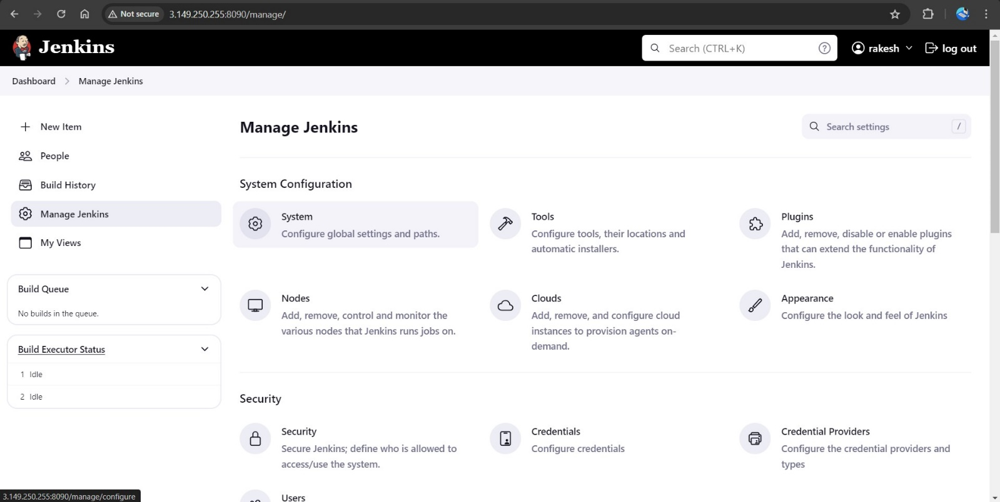 Not secure 3.149.250.255:8090/manage/
Jenkins
Search (CTRL+K) ?
rakesh
log out
Dashboard > Manage Jenkins
New Item
People
Build History
Manage Jenkins
My Views
Build Queue
No builds in the queue.
Build Executor Status
1 Idle
2 Idle
Manage Jenkins
Search settings /
System Configuration
System
Configure global settings and paths.
Tools
Configure tools, their locations and
automatic installers.
Plugins
Add, remove, disable or enable plugins
that can extend the functionality of
Jenkins.
Nodes
Add, remove, control and monitor the
various nodes that Jenkins runs jobs on.
Clouds
Add, remove, and configure cloud
instances to provision agents on-
demand.
Appearance
Configure the look and feel of Jenkins
Security
Security
Secure Jenkins; define who is allowed to
access/use the system.
Credentials
Configure credentials
Credential Providers
Configure the credential providers and
types
Users
3.149.250.255:8090/manage/configure